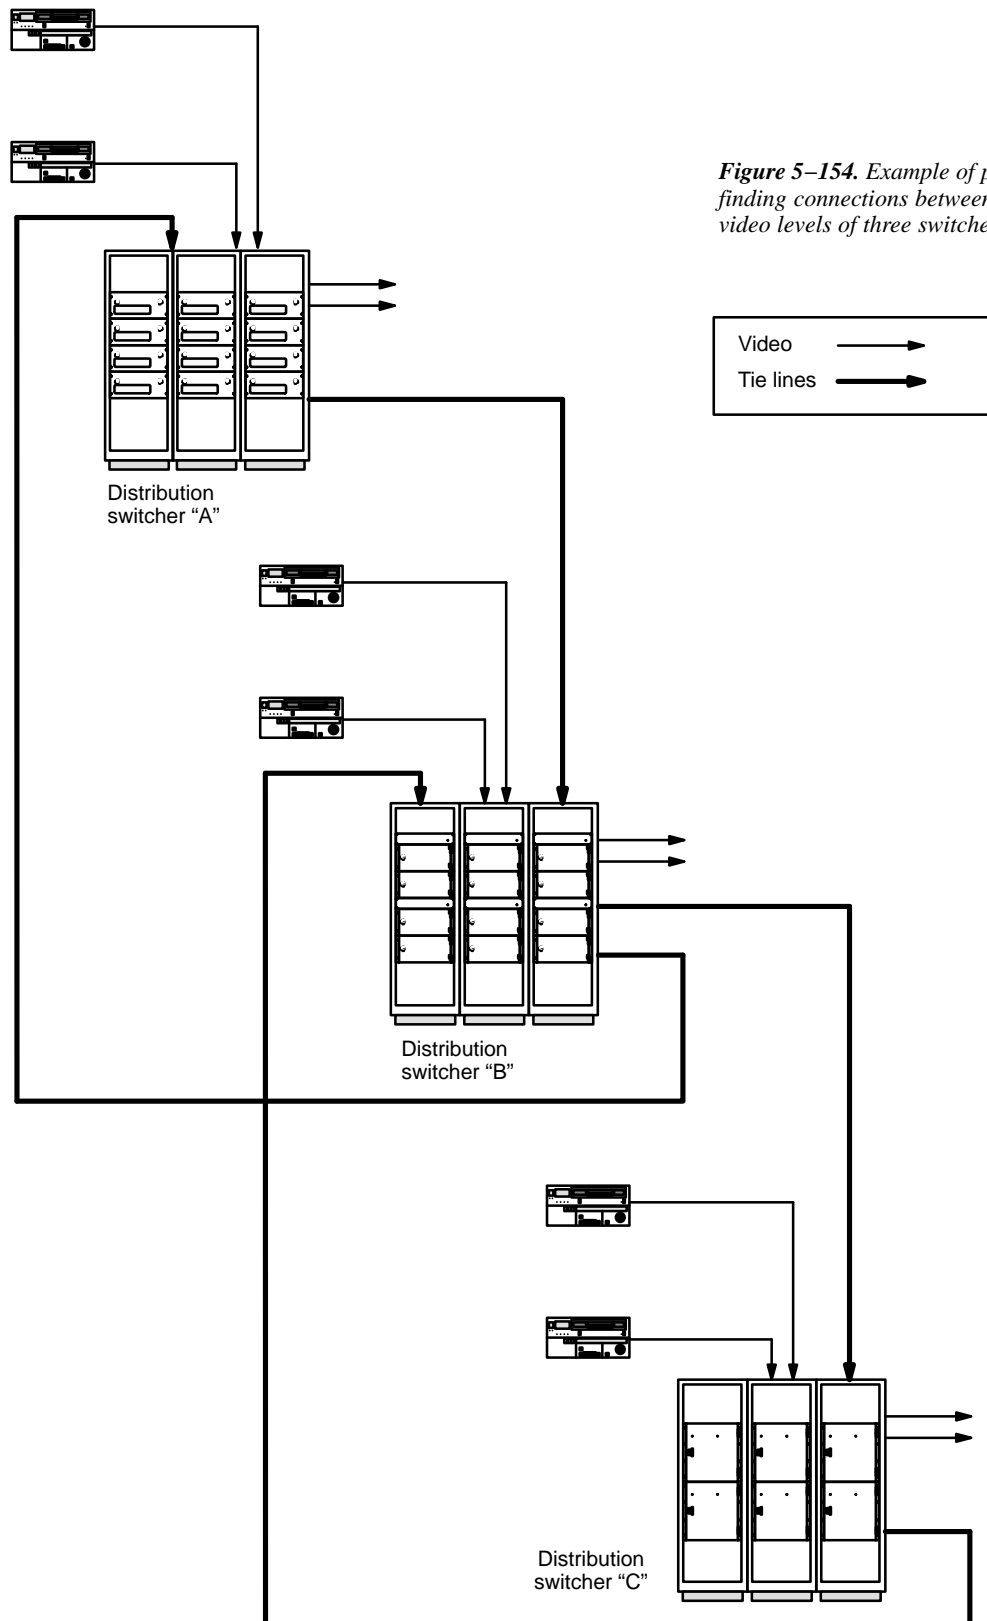 Figure 5–154. Example of
finding connections between
video levels of three
Video
Tie lines
Distribution
switcher “A”
Distribution
switcher “B”
Distribution
switcher “C”